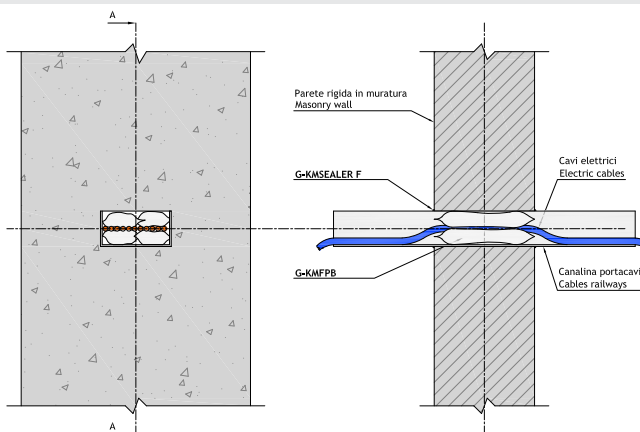 A
Parete rigida in muratura
Masonry wall
G-KMSEALER F
Cavi elettrici
Electric cables
G-KMFPB
Canalina portacavi
Cables railways
A